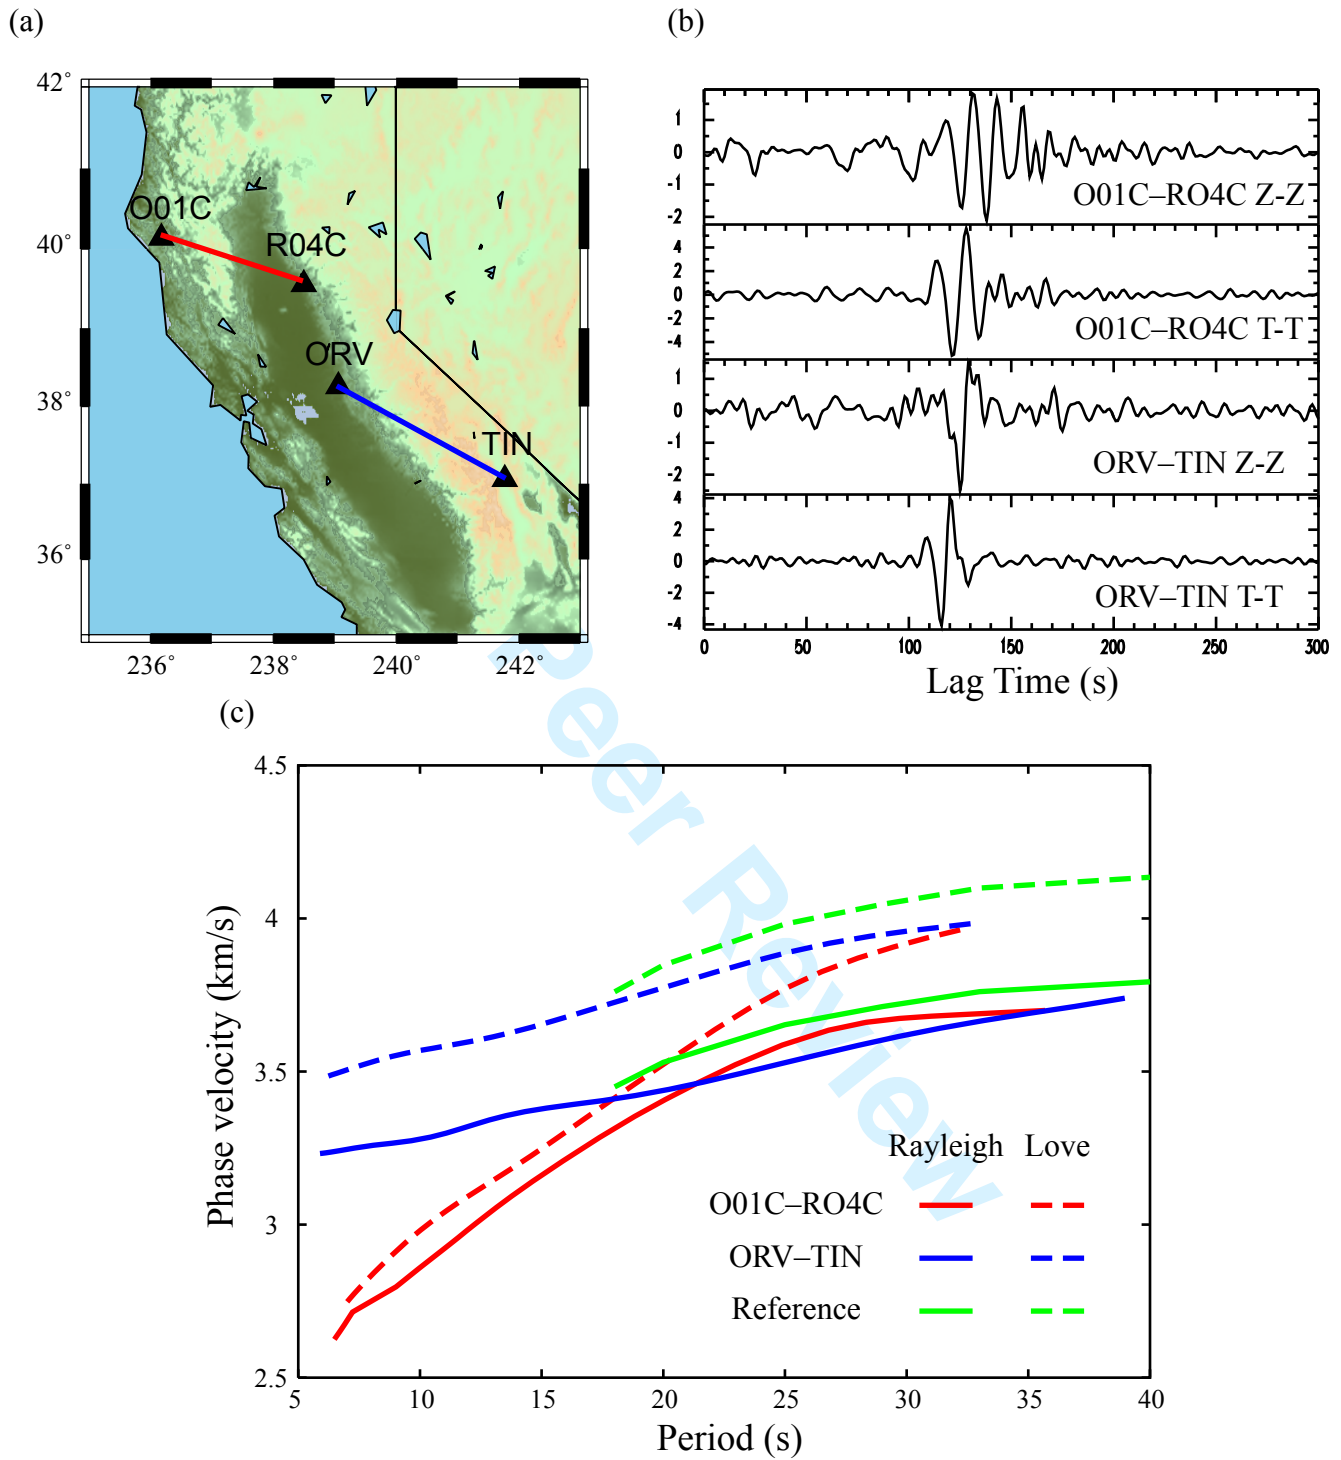 (a)
42°
40°
38°
36°
236°
238°
240°
242°
O01C
R04C
ORV
TIN
(b)
1
0
-1
-2
O01C–RO4C Z-Z
4
2
0
-2
-4
O01C–RO4C T-T
1
0
-1
-2
ORV–TIN Z-Z
4
2
0
-2
-4
ORV–TIN T-T
0
50
100
150
200
250
300
Lag Time (s)
(c)
4.5
4
3.5
3
2.5
Phase velocity (km/s)
5
10
15
20
25
30
35
40
Period (s)
Rayleigh Love
O01C–RO4C
ORV–TIN
Reference
Peer Review